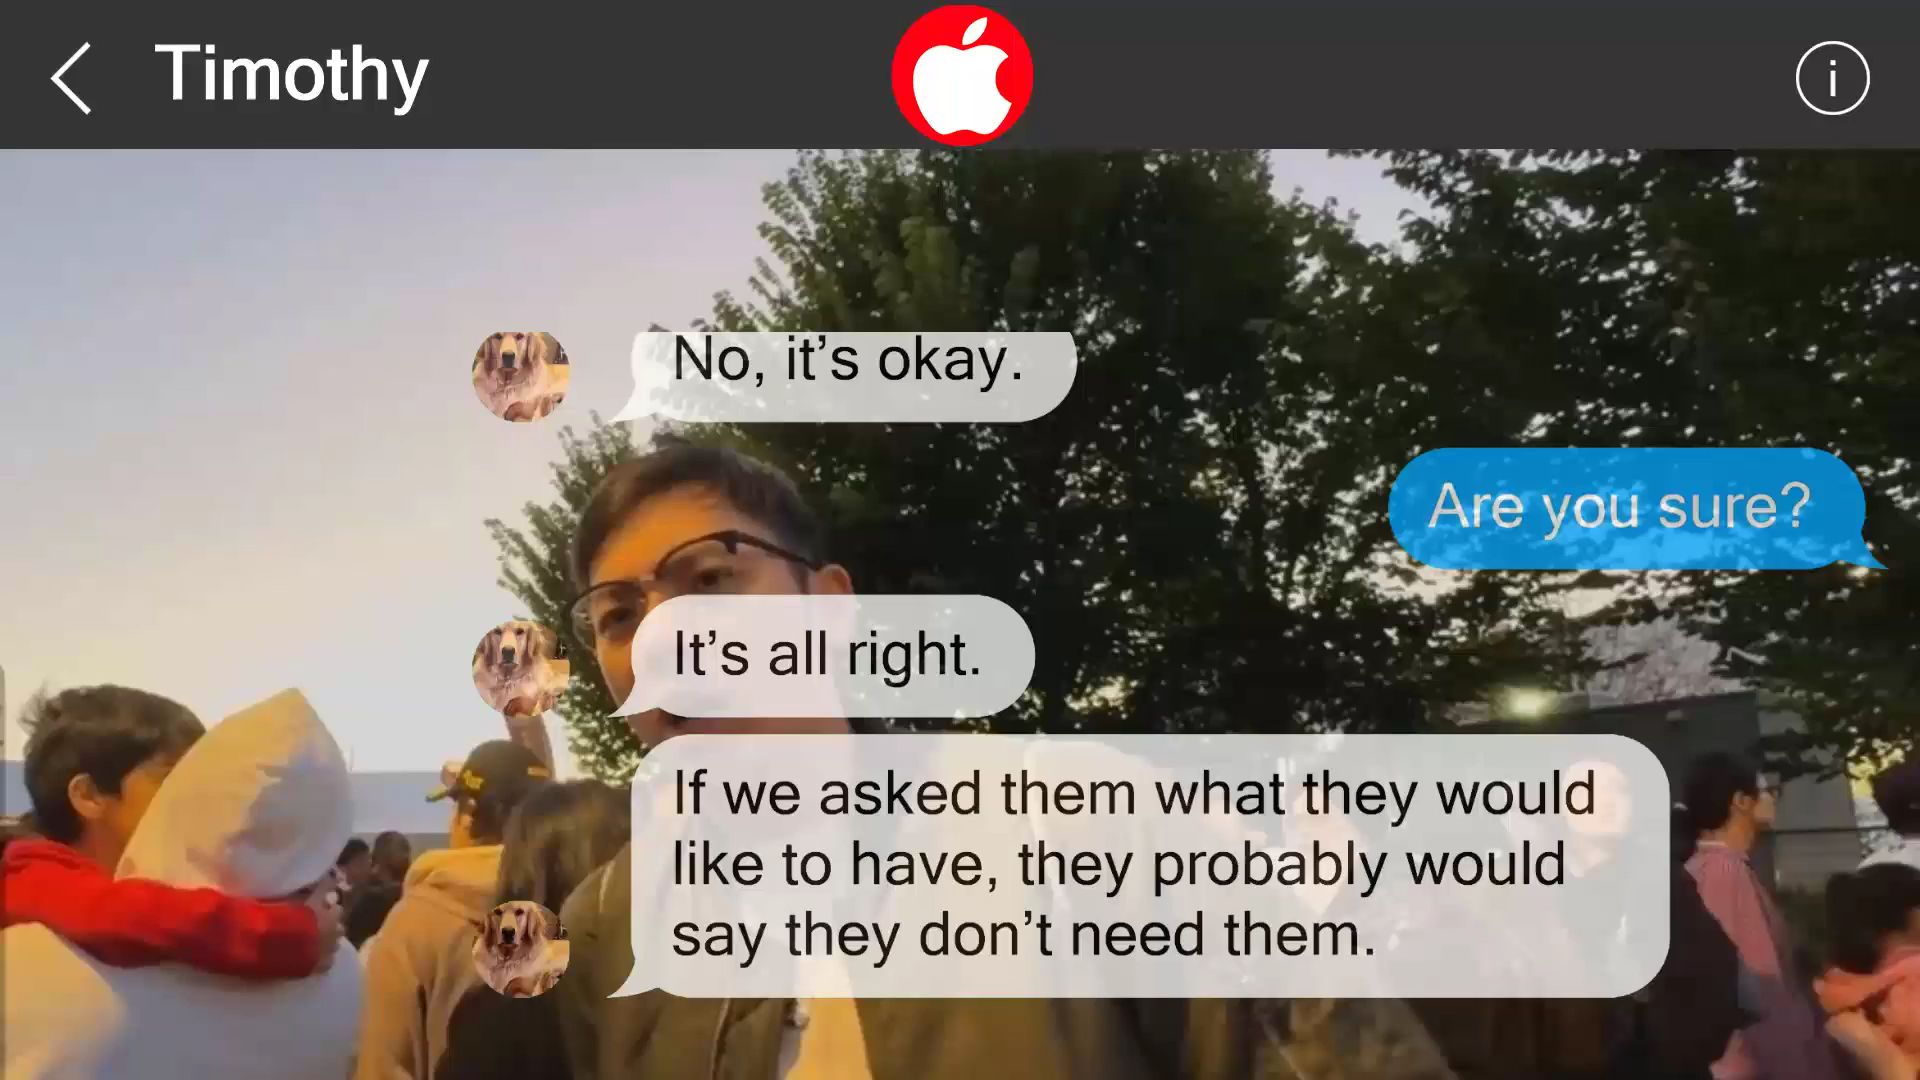 Timothy
No, it’s okay.
Are you sure?
It’s all right.
If we asked them what they would
like to have, they probably would
say they don’t need them.